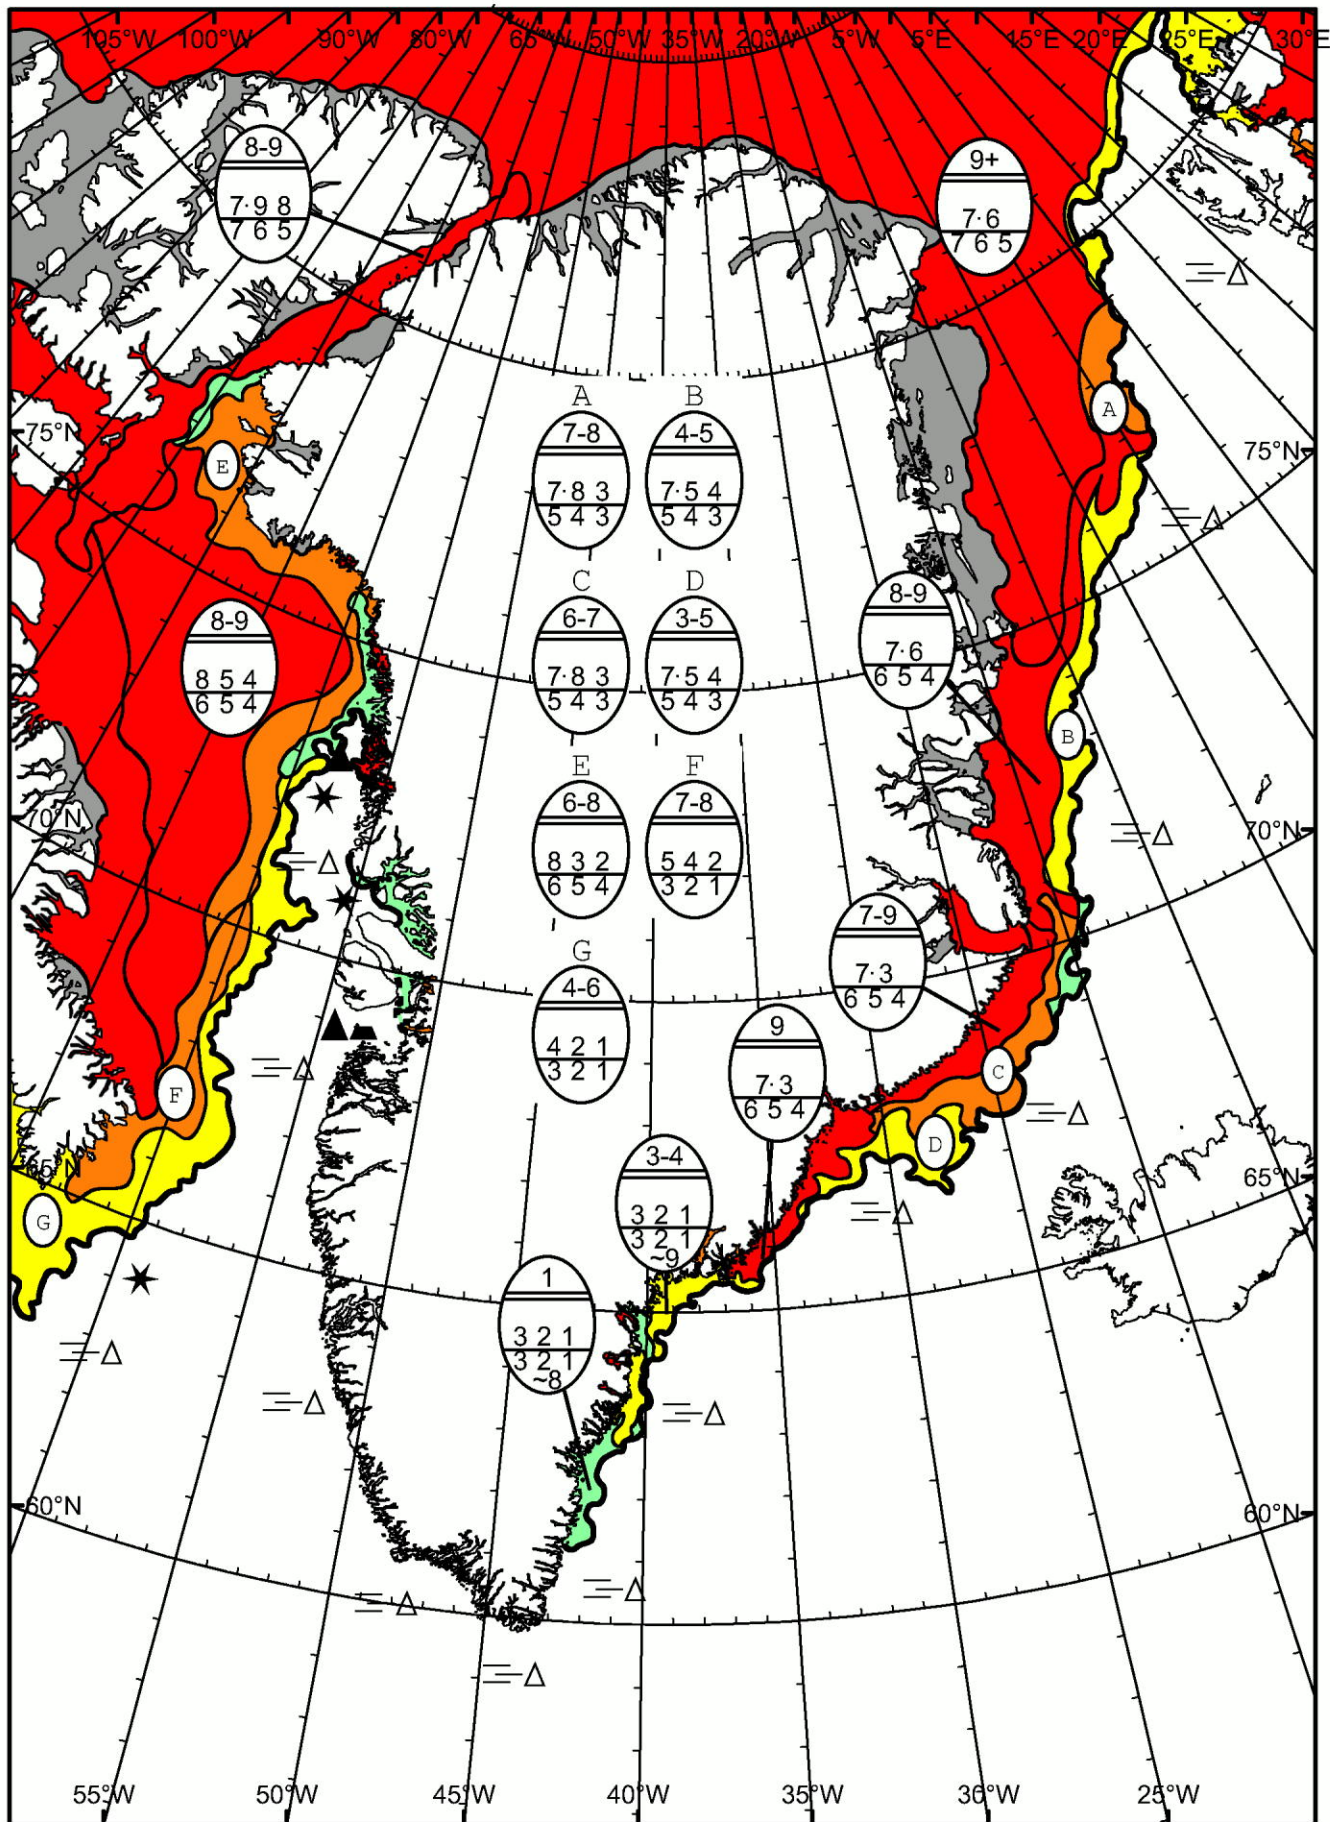 105°W 100°W 90°W 80°W 65°W 50°W 35°W 20°W 5°W 5°E 15°E 20°E 25°E 30°E
8-9
7·9 8
7 6 5
9+
7·6
7 6 5
75°N
E
A
A
7-8
7·8 3
5 4 3
B
4-5
7·5 4
5 4 3
75°N
C
6-7
7·8 3
5 4 3
D
3-5
7·5 4
5 4 3
8-9
8 5 4
6 5 4
8-9
7·6
6 5 4
B
70°N
70°N
E
6-8
8 3 2
6 5 4
F
7-8
5 4 2
3 2 1
7-9
7·3
6 5 4
G
4-6
4 2 1
3 2 1
9
7·3
6 5 4
F
C
D
65°N
65°N
G
3-4
3 2 1
3 2 1
~9
1
3 2 1
3 2 1
~8
60°N
60°N
55°W 50°W 45°W 40°W 35°W 30°W 25°W